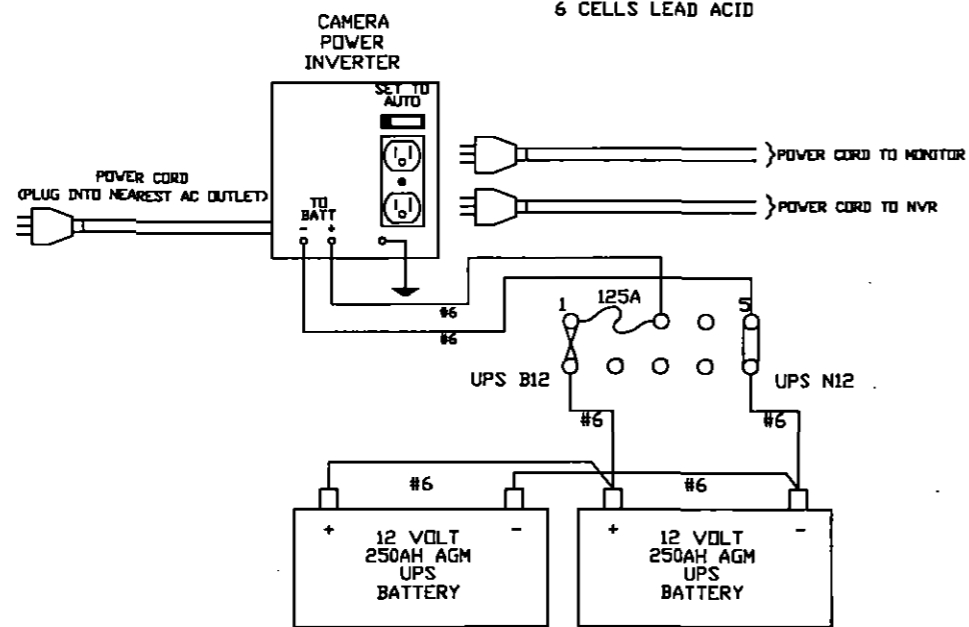 6 CELLS LEAD ACID
CAMERA
POWER
INVERTER
SET TO
AUTO
POWER CORD TO MONITOR
POWER CORD
(PLUG INTO NEAREST AC OUTLET)
TO
BATT
- +
POWER CORD TO NVR
#6
#6
1
125A
5
UPS B12
UPS N12
#6
#6
#6
#6
+ -
12 VOLT
250AH AGM
UPS
BATTERY
+ -
12 VOLT
250AH AGM
UPS
BATTERY